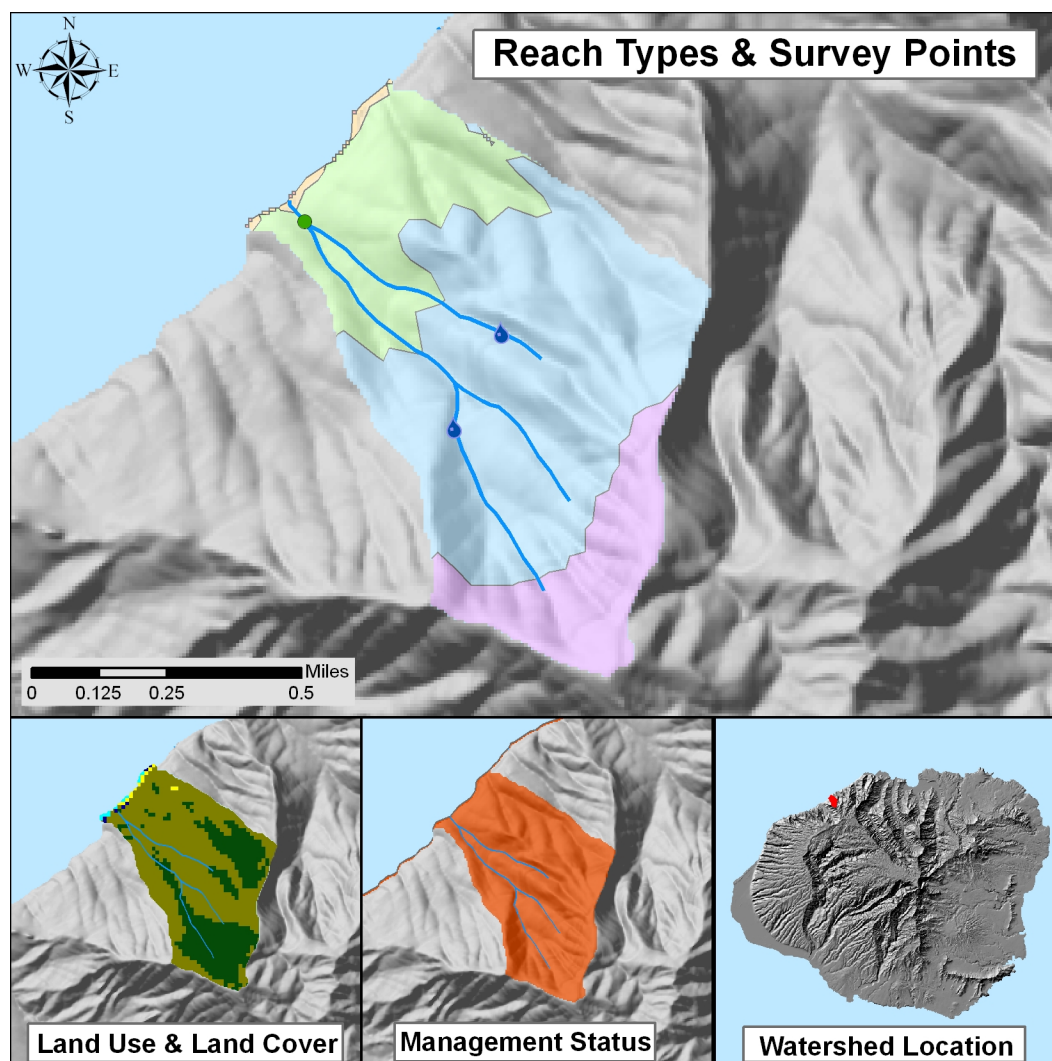 N
Reach Types & Survey Points
W E
S
Miles
0 0.125 0.25 0.5
Land Use & Land Cover
Management Status
Watershed Location